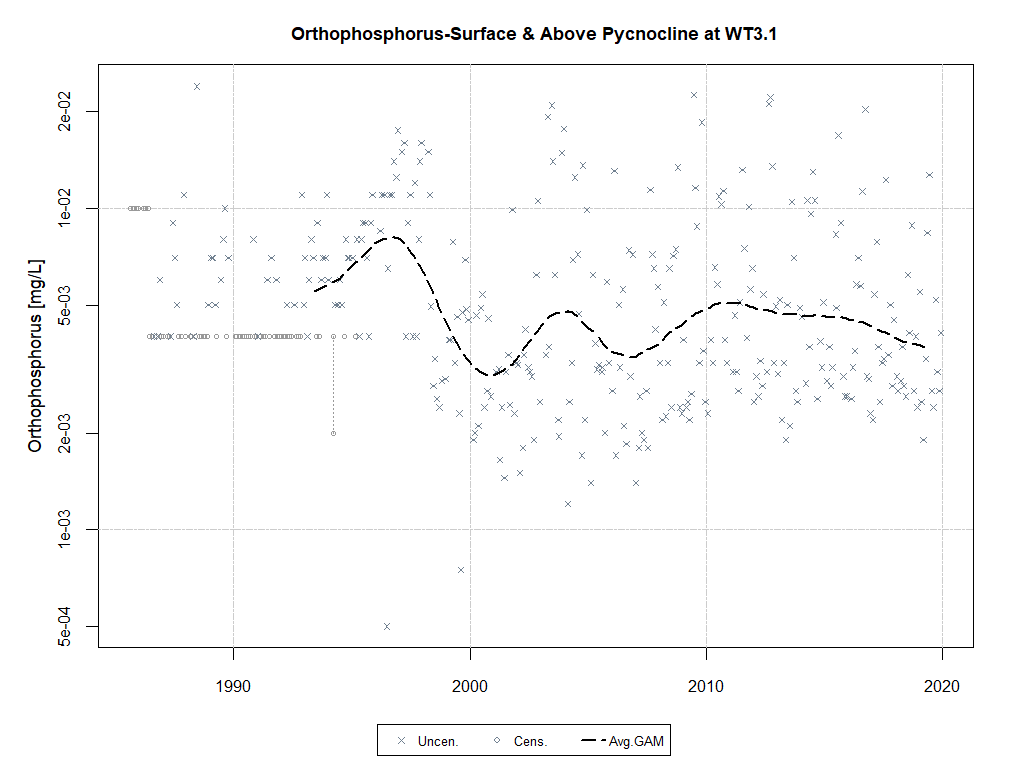 Orthophosphorus-Surface & Above Pycnocline at WT3.1
Orthophosphorus [mg/L]
2e-02
1e-02
5e-03
2e-03
1e-03
5e-04
1990 2000 2010 2020
Uncen. Cens. Avg.GAM